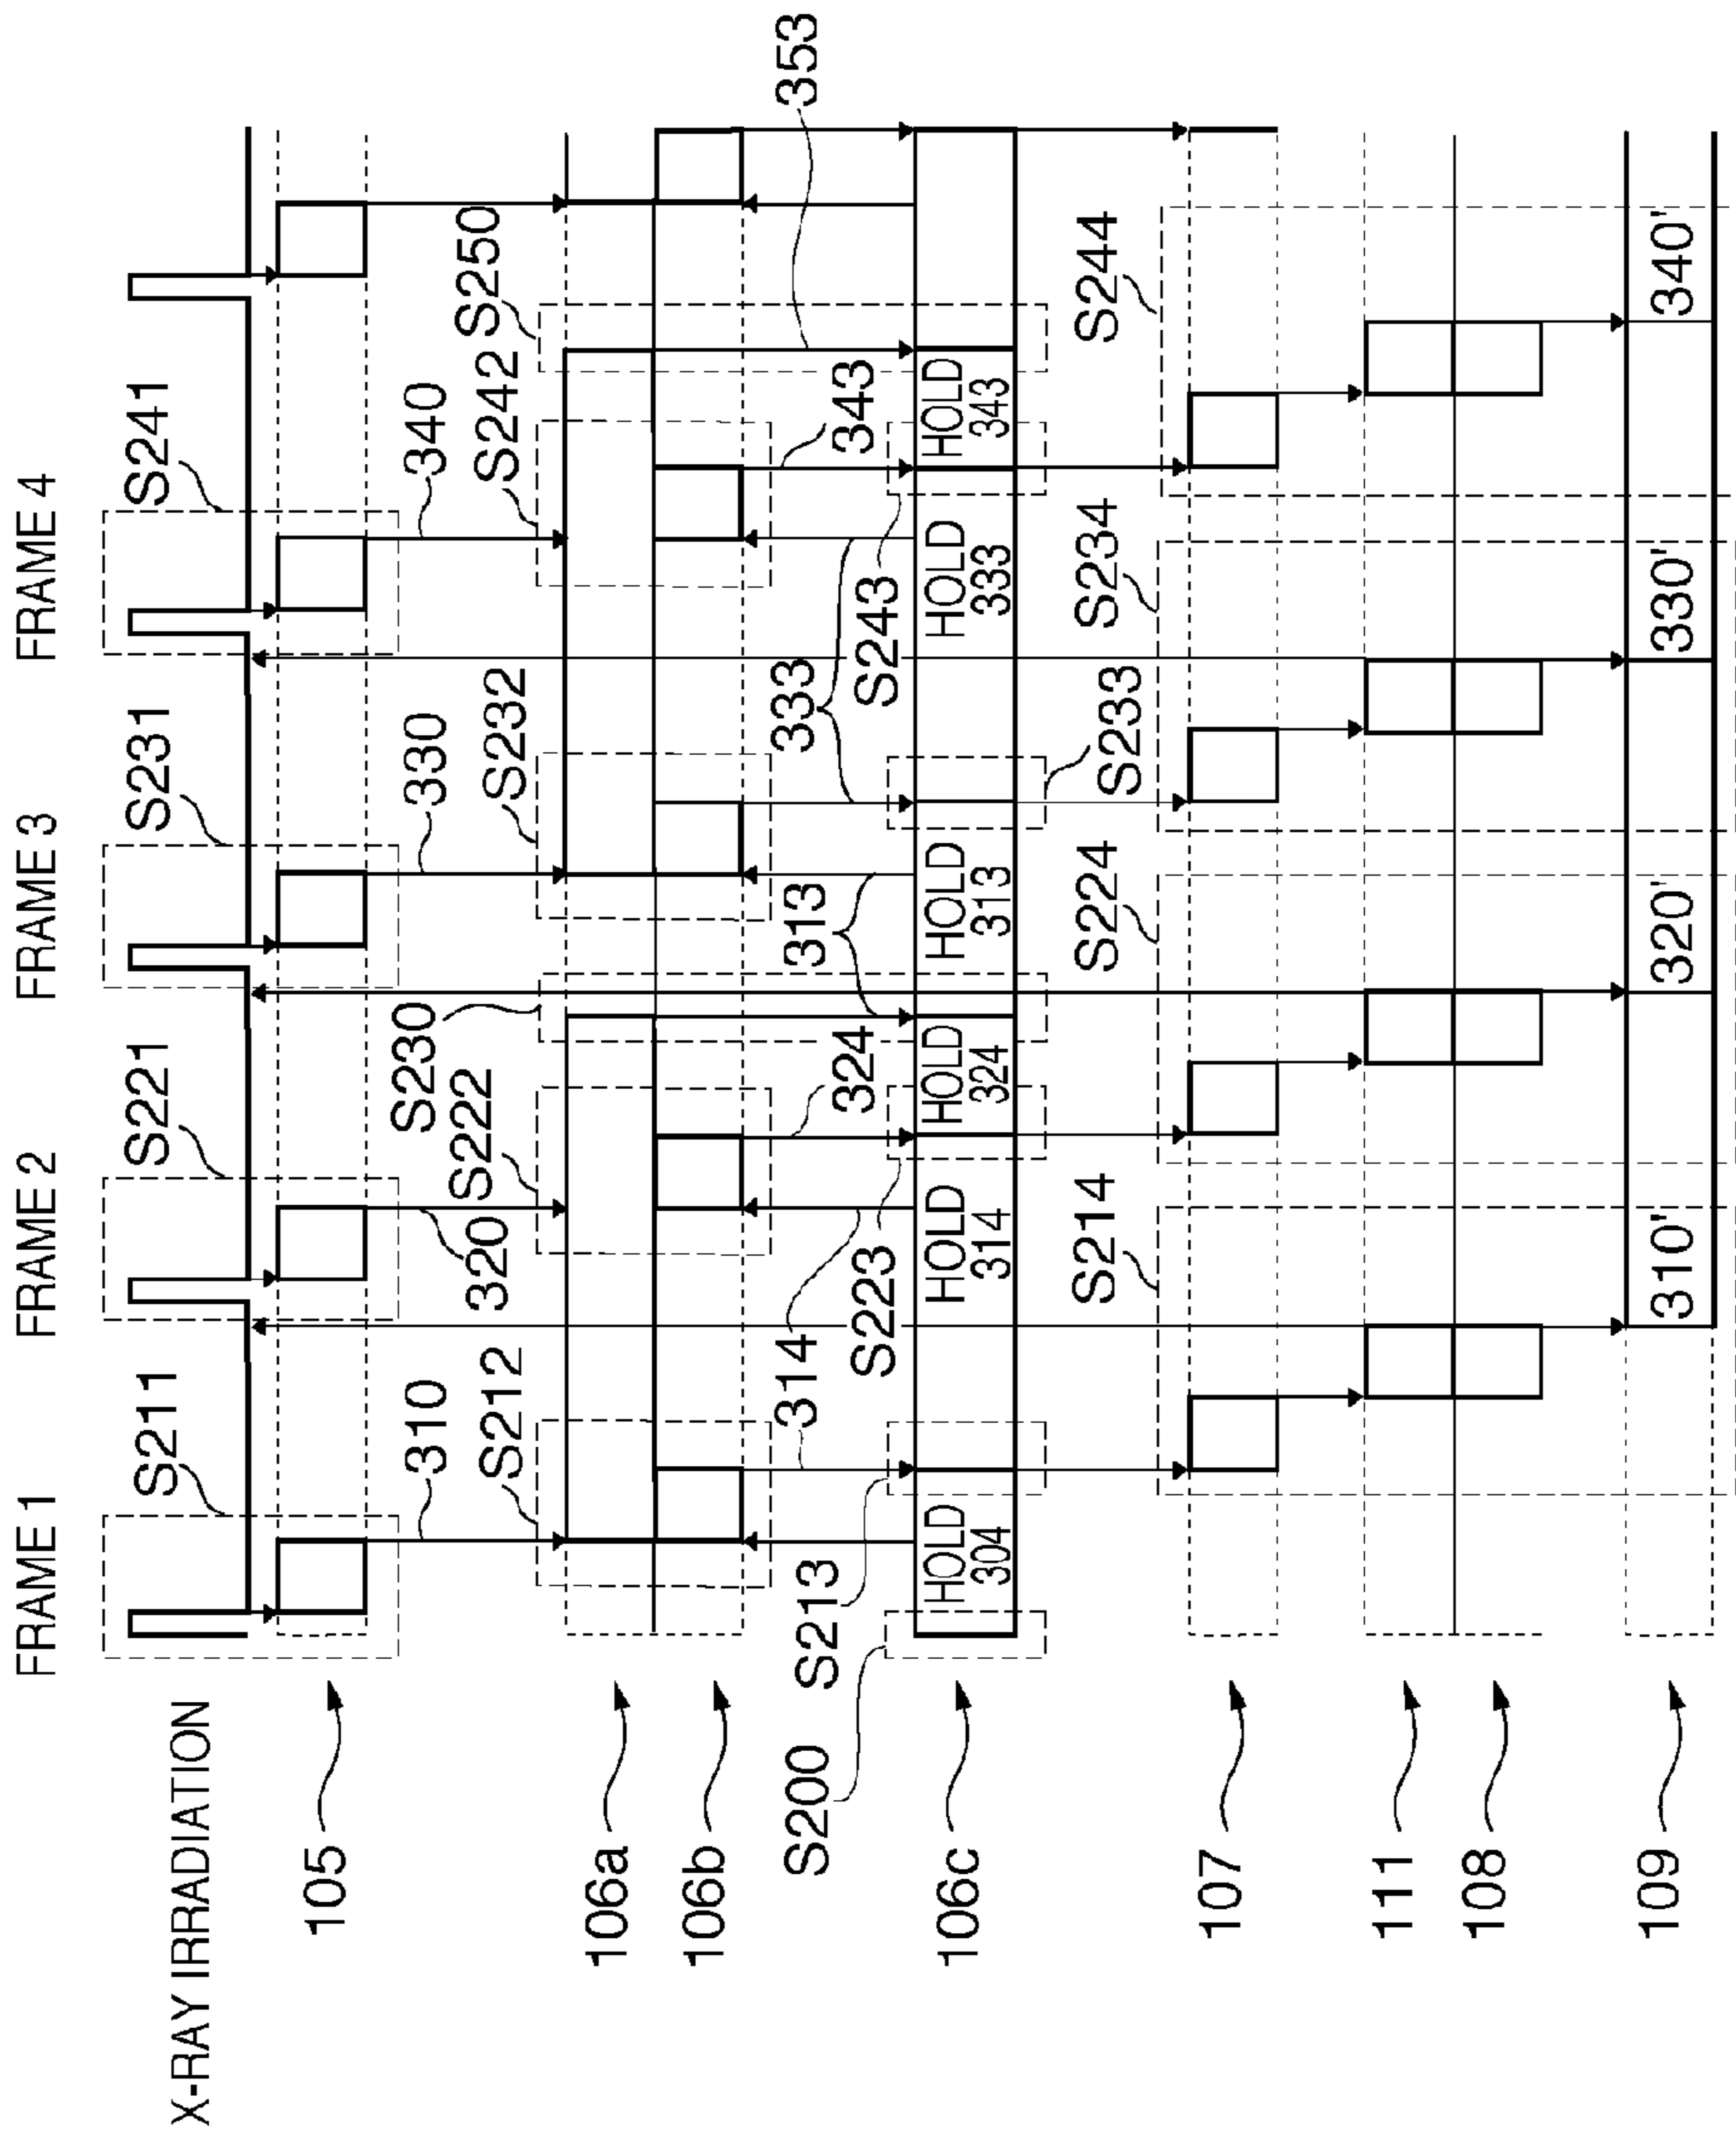 FRAME 1
FRAME 2
FRAME 3
FRAME 4
X-RAY IRRADIATION
S211
S221
S231
S241
105
310
320
330
340
S212
S230
S222
S232
S242
S250
106a
106b
S200
S213
314
S223
324
313
333
S243
343
353
106c
HOLD
304
HOLD
314
HOLD
324
HOLD
313
HOLD
333
HOLD
343
S214
S224
S233
S234
S244
107
111
108
109
310'
320'
330'
340'